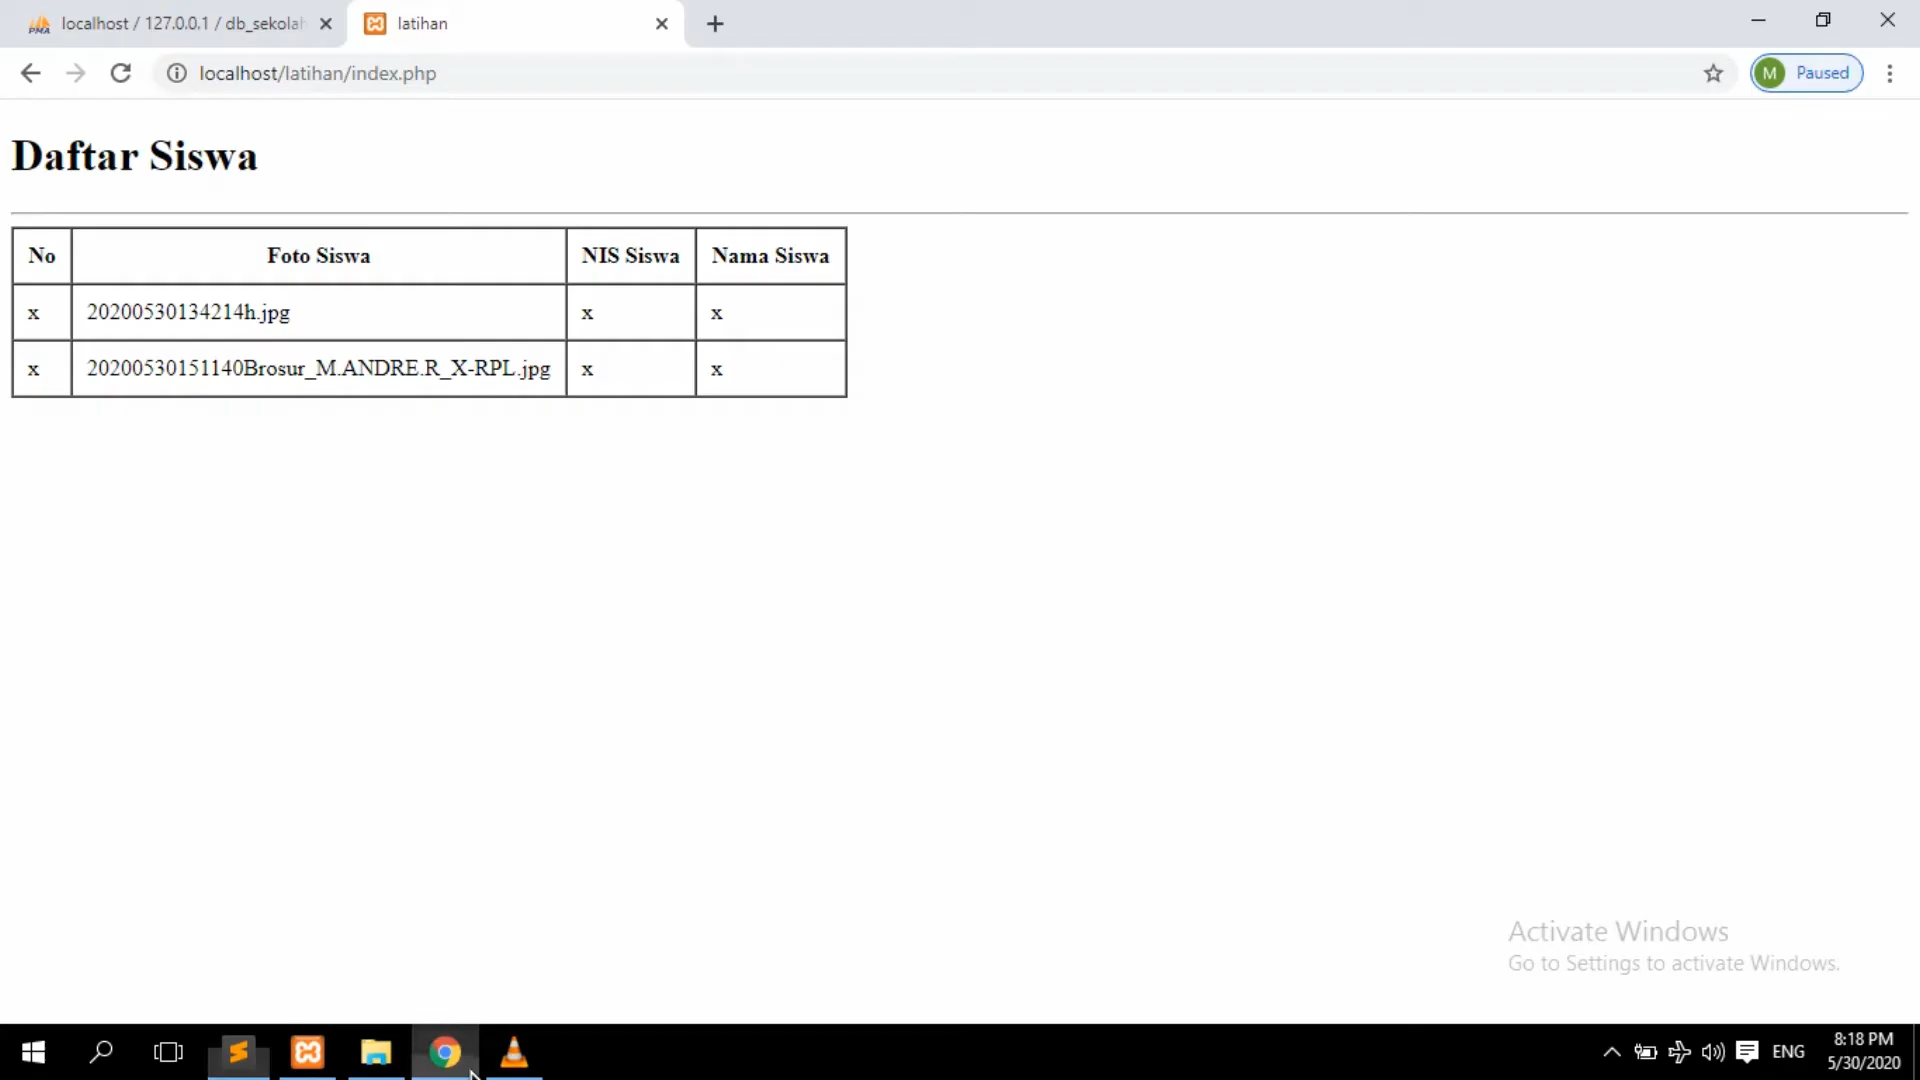 localhost / 127.0.0.1 / db_sekolah
latihan
localhost/latihan/index.php
M Paused
Daftar Siswa
No Foto Siswa NIS Siswa Nama Siswa
x 20200530134214h.jpg x x
x 20200530151140Brosur_M.ANDRE.R_X-RPL.jpg x x
Activate Windows
Go to Settings to activate Windows.
ENG
8:18 PM
5/30/2020